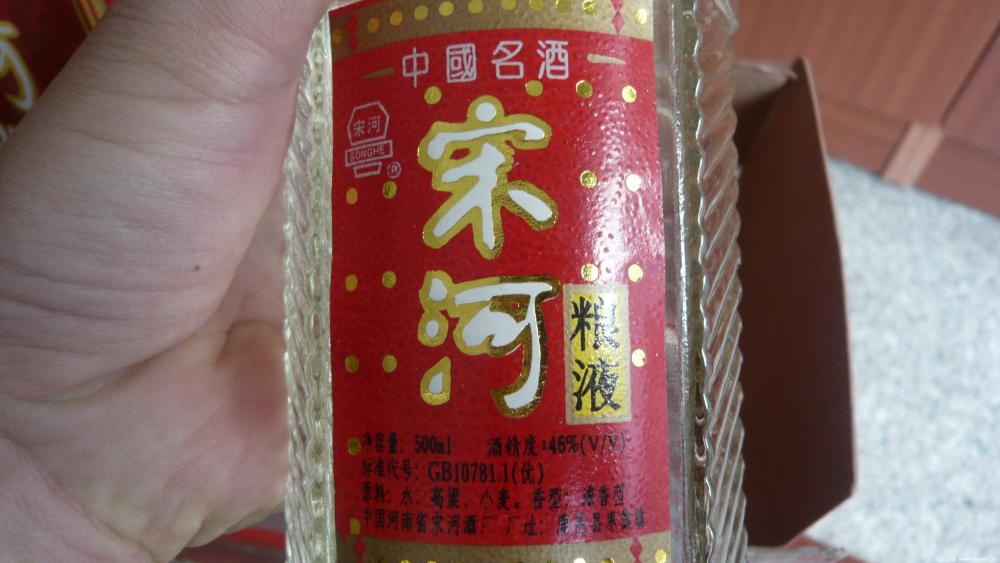 中國名酒
宋河
SONGHE
®
宋河
粮液
净容量: 500ml 酒精度:46%(V/V)
标准代号: GB10781.1(优)
原料: 水、高粱、小麦。香型: 浓香型
中国河南省宋河酒厂 厂址: 鹿邑县枣集镇
河